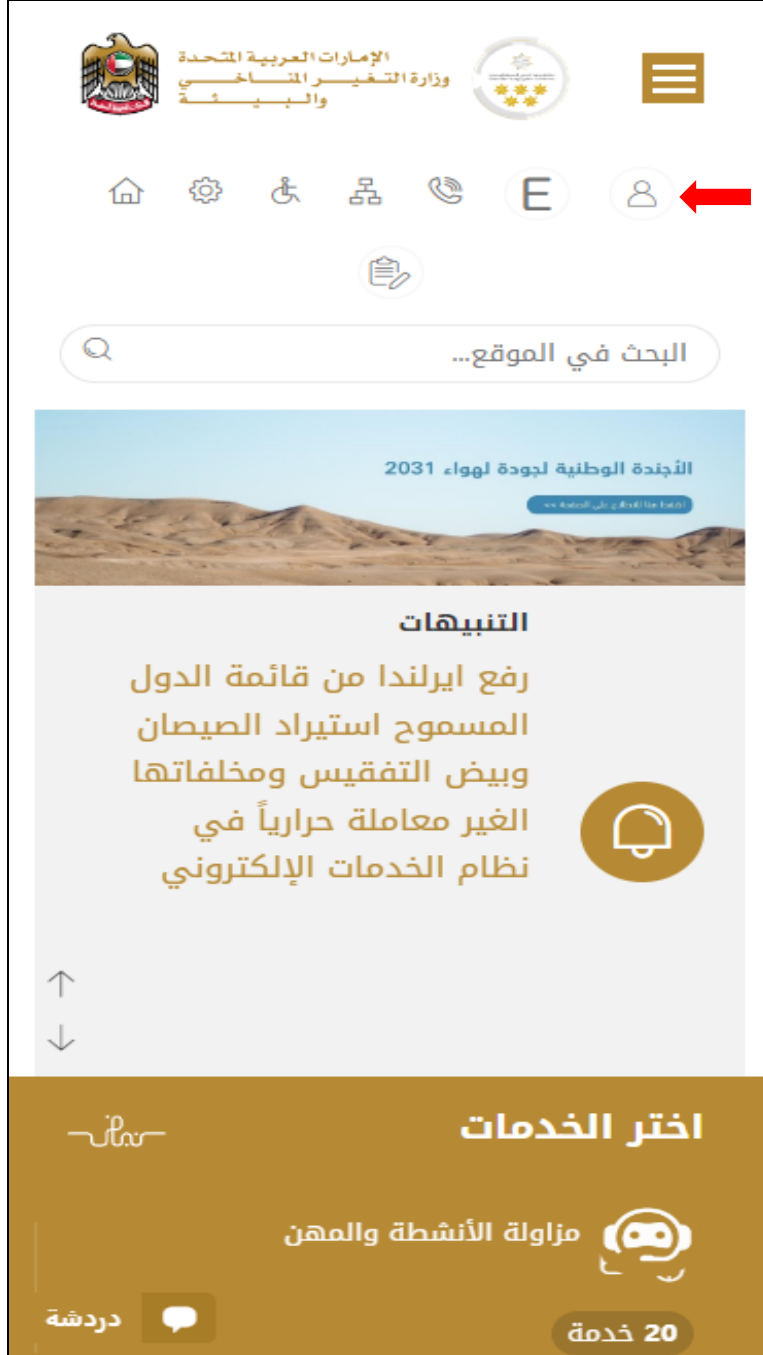 الإمارات العربية المتحدة
وزارة التغير المناخي
والبيئة
E
البحث في الموقع...
الأجندة الوطنية لجودة لهواء 2031
التنبيهات
رفع ايرلندا من قائمة الدول
المسموح استيراد الصيصان
وبيض التفقيس ومخلفاتها
الغير معاملة حرارياً في
نظام الخدمات الإلكتروني
اختر الخدمات
مزاولة الأنشطة والمهن
20 خدمة
دردشة